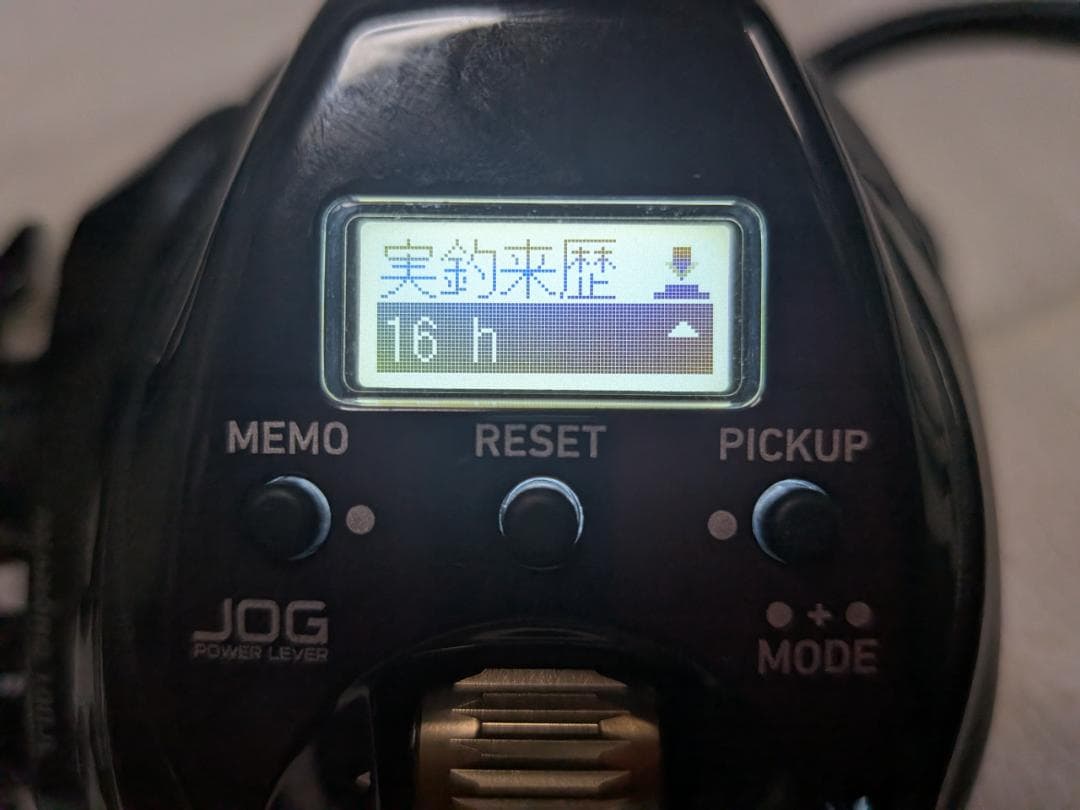 実釣来歴
16 h
MEMO
RESET
PICKUP
JOG
POWER LEVER
+
MODE